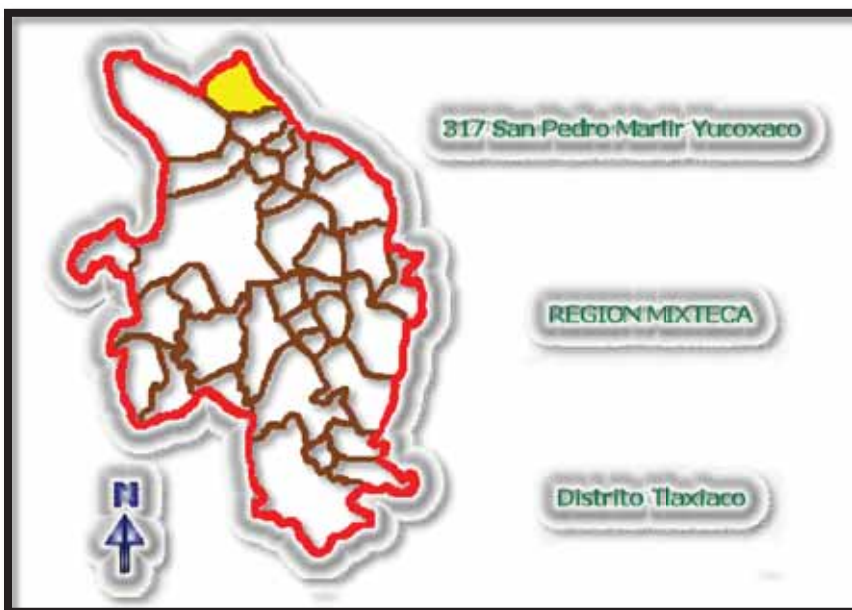 317 San Pedro Martir Yucoxaco
REGION MIXTECA
Distrito Tlaxiaco
N